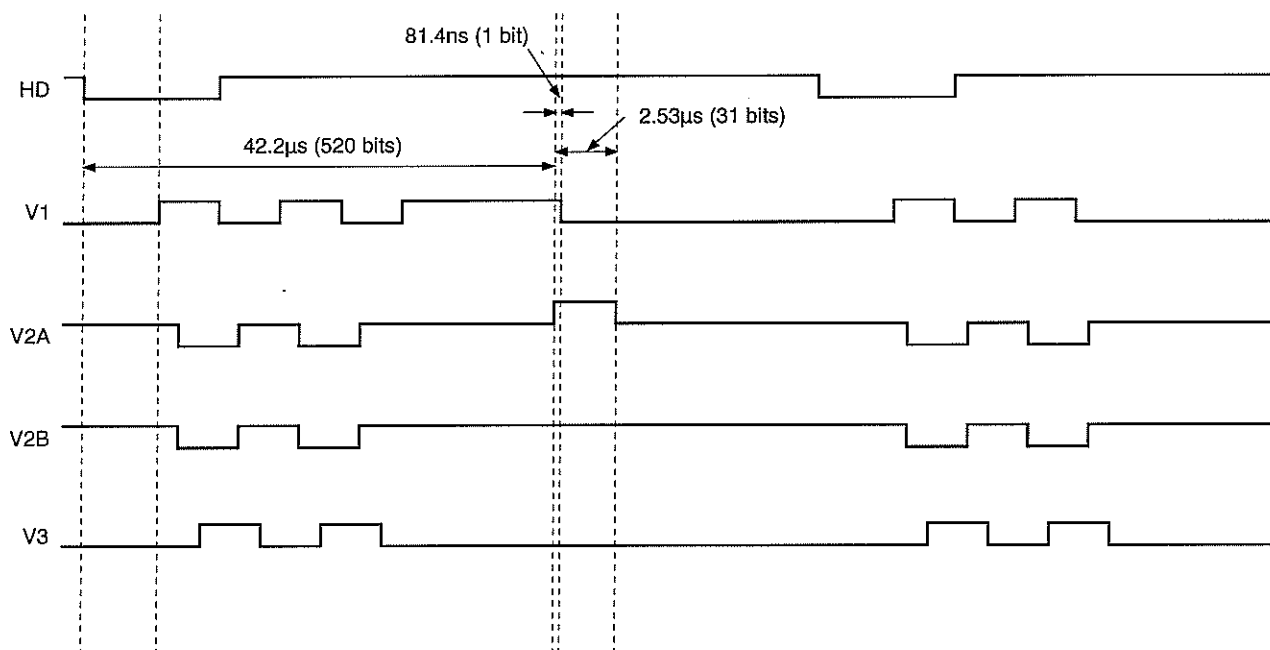 81.4ns (1 bit)
HD
2.53µs (31 bits)
42.2µs (520 bits)
V1
V2A
V2B
V3